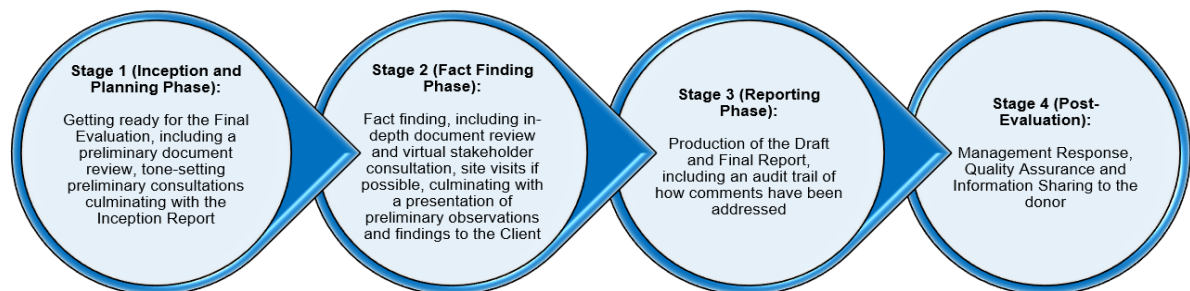 Stage 1 (Inception and
Planning Phase):
Getting ready for the Final
Evaluation, including a
preliminary document
review, tone-setting
preliminary consultations
culminating with the
Inception Report
Stage 2 (Fact Finding
Phase):
Fact finding, including in-
depth document review
and virtual stakeholder
consultation, site visits if
possible, culminating with
a presentation of
preliminary observations
and findings to the Client
Stage 3 (Reporting
Phase):
Production of the Draft
and Final Report,
including an audit trail of
how comments have been
addressed
Stage 4 (Post-
Evaluation):
Management Response,
Quality Assurance and
Information Sharing to the
donor